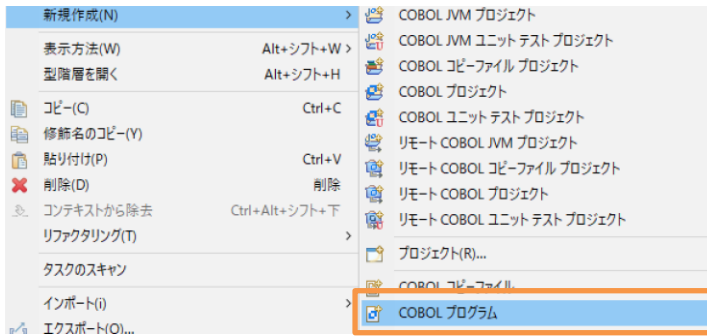 新規作成(N) >
表示方法(W) Alt+シフト+W >
型階層を開く Alt+シフト+H
コピー(C) Ctrl+C
修飾名のコピー(Y)
貼り付け(P) Ctrl+V
削除(D) 削除
コンテキストから除去 Ctrl+Alt+シフト+下
リファクタリング(T) >
タスクのスキャン
インポート(i) >
エクスポート(O)...
COBOL JVM プロジェクト
COBOL JVM ユニット テスト プロジェクト
COBOL コピーファイル プロジェクト
COBOL プロジェクト
COBOL ユニット テスト プロジェクト
リモート COBOL JVM プロジェクト
リモート COBOL コピーファイル プロジェクト
リモート COBOL プロジェクト
リモート COBOL ユニット テスト プロジェクト
プロジェクト(R)...
COBOL コピーファイル
COBOL プログラム